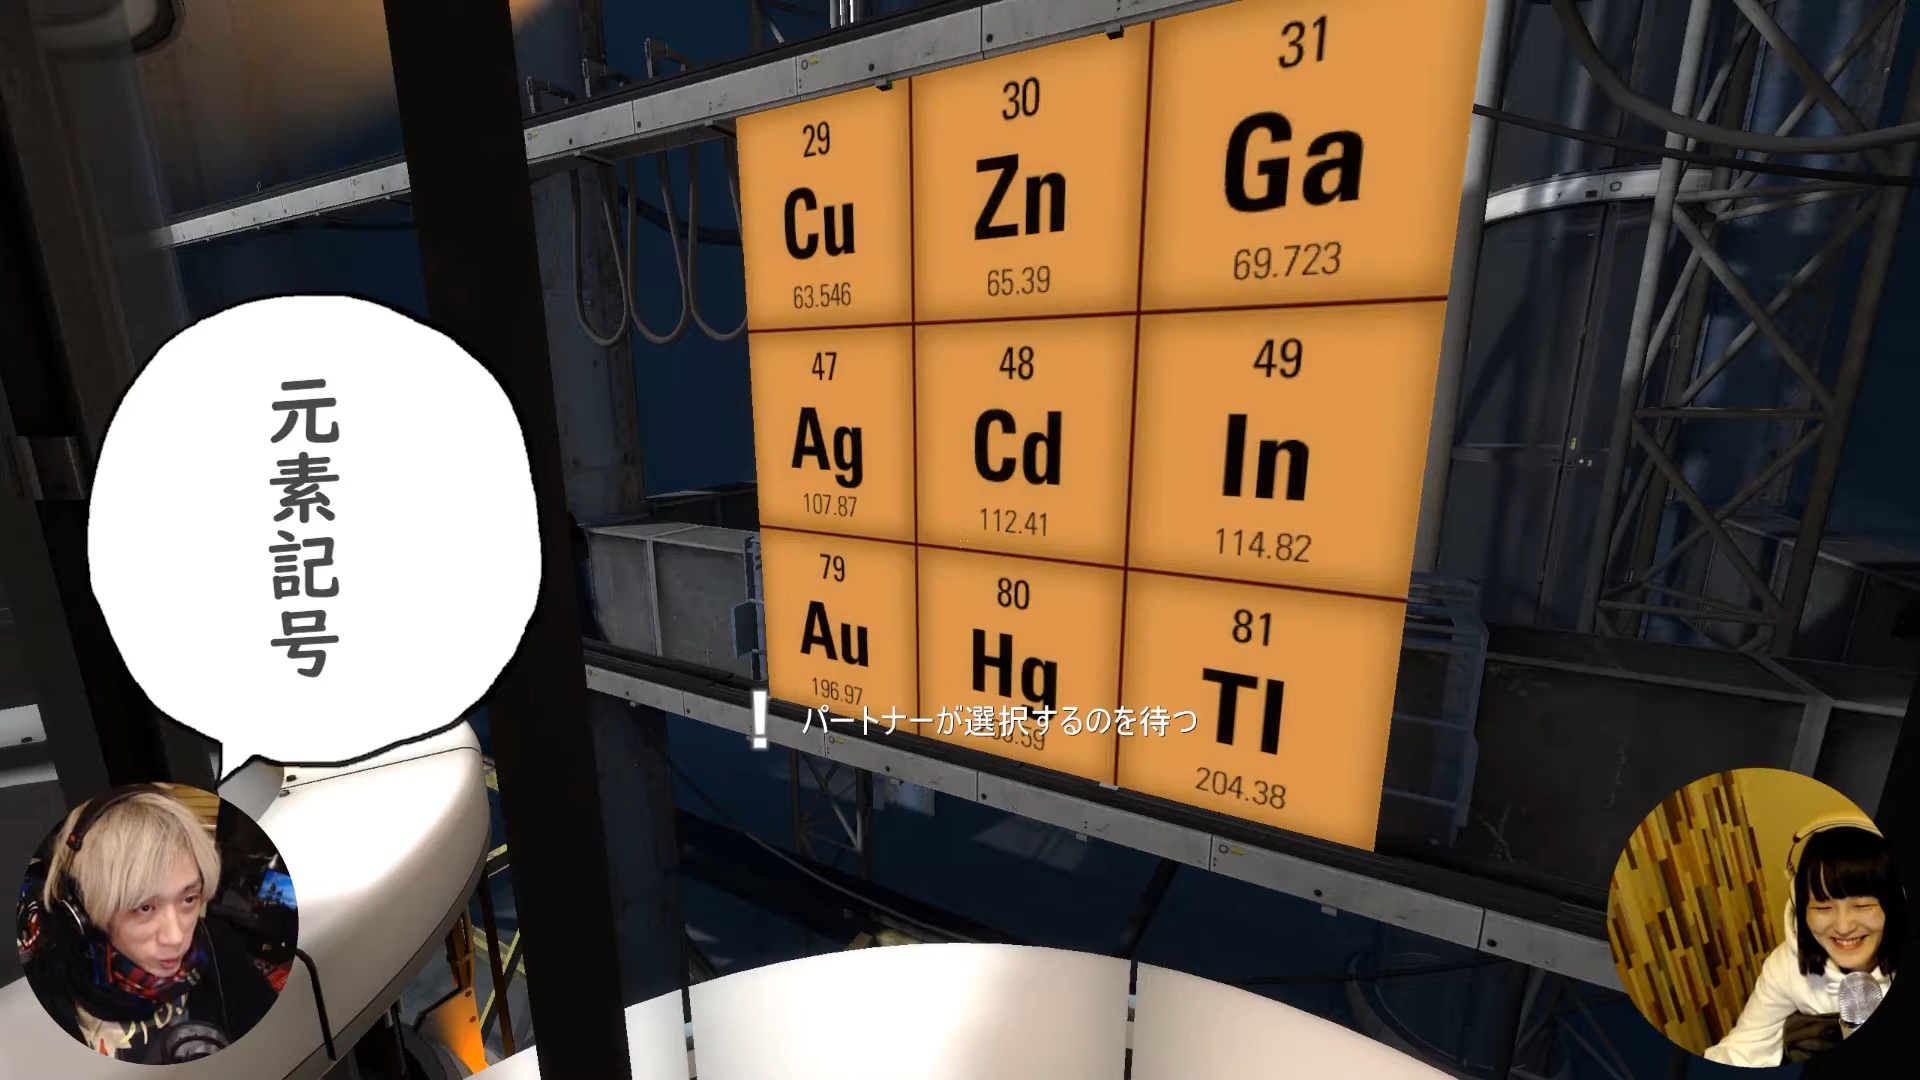 元素記号
29
Cu
63.546
30
Zn
65.39
31
Ga
69.723
47
Ag
107.87
48
Cd
112.41
49
In
114.82
79
Au
196.97
80
Hg
81
Tl
204.38
! パートナーが選択するのを待つ